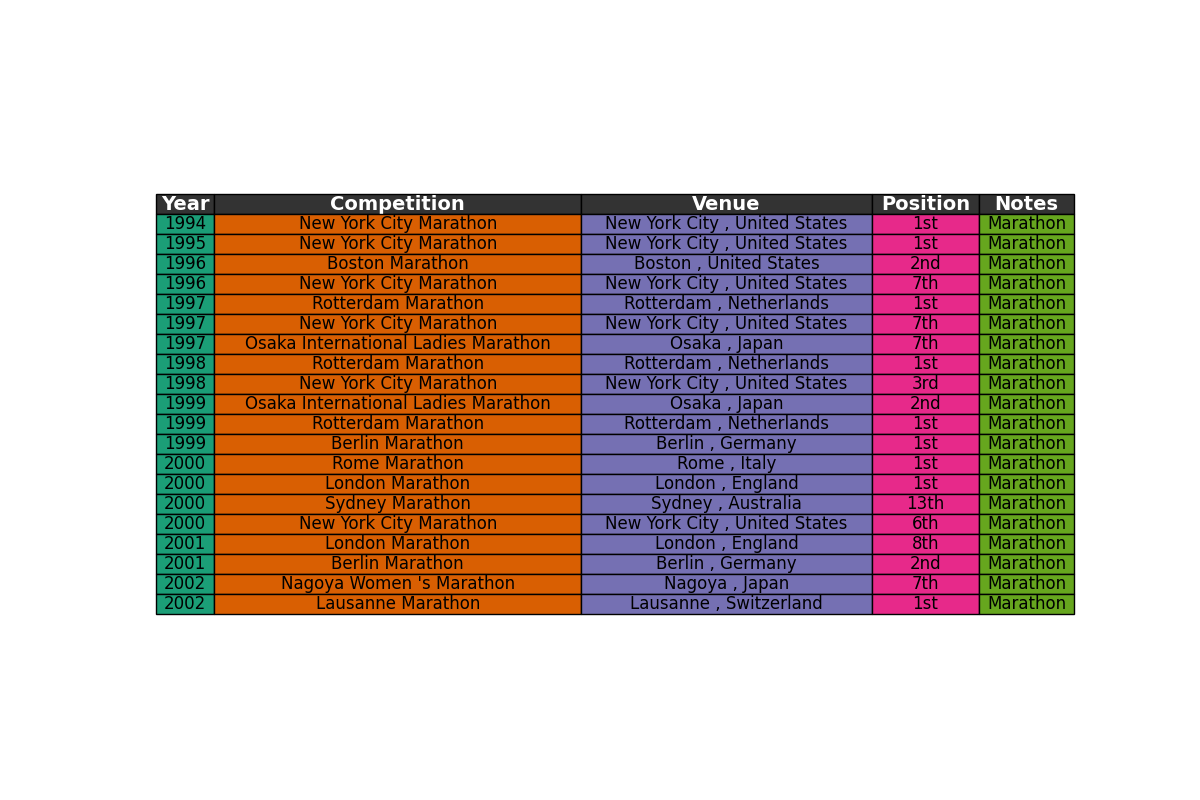 Year Competition Venue Position Notes
1994 New York City Marathon New York City , United States 1st Marathon
1995 New York City Marathon New York City , United States 1st Marathon
1996 Boston Marathon Boston , United States 2nd Marathon
1996 New York City Marathon New York City , United States 7th Marathon
1997 Rotterdam Marathon Rotterdam , Netherlands 1st Marathon
1997 New York City Marathon New York City , United States 7th Marathon
1997 Osaka International Ladies Marathon Osaka , Japan 7th Marathon
1998 Rotterdam Marathon Rotterdam , Netherlands 1st Marathon
1998 New York City Marathon New York City , United States 3rd Marathon
1999 Osaka International Ladies Marathon Osaka , Japan 2nd Marathon
1999 Rotterdam Marathon Rotterdam , Netherlands 1st Marathon
1999 Berlin Marathon Berlin , Germany 1st Marathon
2000 Rome Marathon Rome , Italy 1st Marathon
2000 London Marathon London , England 1st Marathon
2000 Sydney Marathon Sydney , Australia 13th Marathon
2000 New York City Marathon New York City , United States 6th Marathon
2001 London Marathon London , England 8th Marathon
2001 Berlin Marathon Berlin , Germany 2nd Marathon
2002 Nagoya Women 's Marathon Nagoya , Japan 7th Marathon
2002 Lausanne Marathon Lausanne , Switzerland 1st Marathon